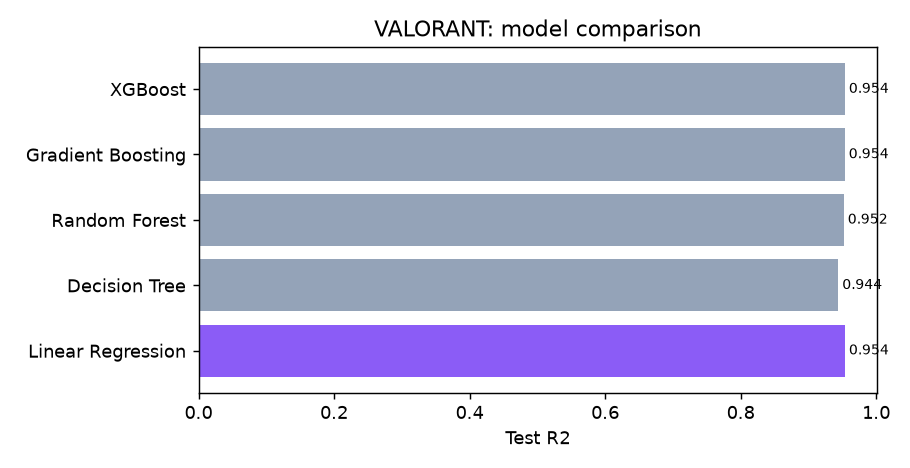 VALORANT: model comparison
XGBoost 0.954
Gradient Boosting 0.954
Random Forest 0.952
Decision Tree 0.944
Linear Regression 0.954
0.0 0.2 0.4 0.6 0.8 1.0
Test R2